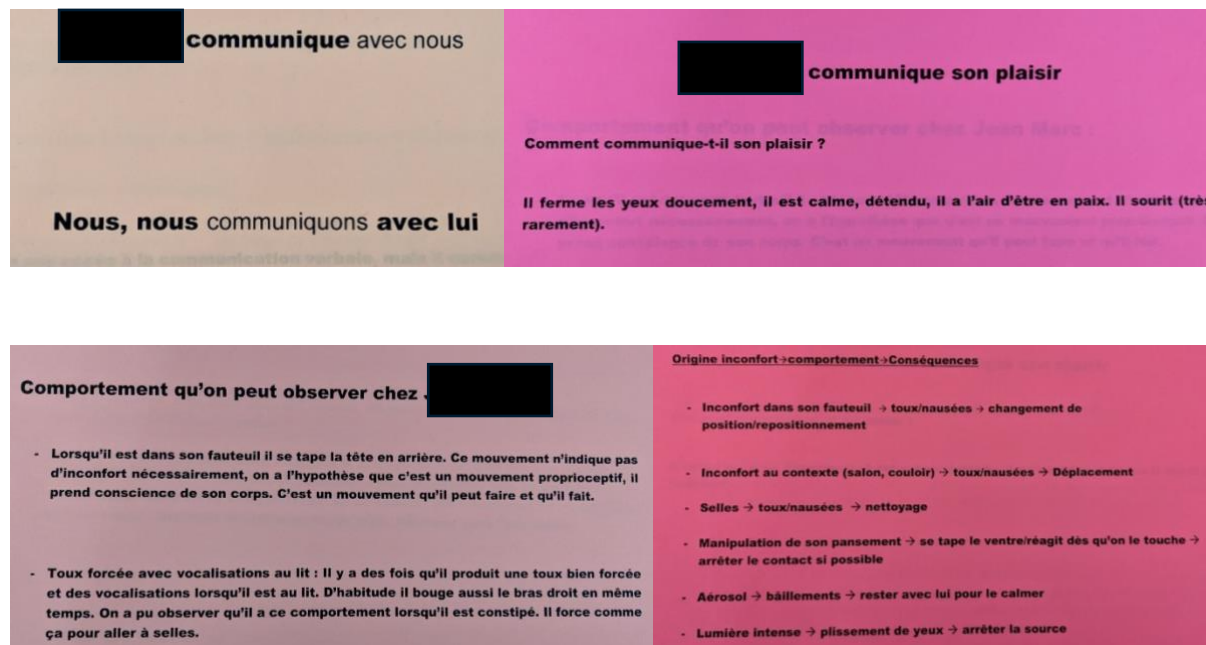 communique avec nous
Nous, nous communiquons avec lui
communique son plaisir
Comment communique-t-il son plaisir ?
Il ferme les yeux doucement, il est calme, détendu, il a l'air d'être en paix. Il sourit (très
rarement).
Comportement qu'on peut observer chez
- Lorsqu'il est dans son fauteuil il se tape la tête en arrière. Ce mouvement n'indique pas
d'inconfort nécessairement, on a l'hypothèse que c'est un mouvement proprioceptif, il
prend conscience de son corps. C'est un mouvement qu'il peut faire et qu'il fait.
- Toux forcée avec vocalisations au lit : Il y a des fois qu'il produit une toux bien forcée
et des vocalisations lorsqu'il est au lit. D'habitude il bouge aussi le bras droit en même
temps. On a pu observer qu'il a ce comportement lorsqu'il est constipé. Il force comme
ça pour aller à selles.
Origine inconfort→comportement→Conséquences
- Inconfort dans son fauteuil → toux/nausées → changement de
position/repositionnement
- Inconfort au contexte (salon, couloir) → toux/nausées → Déplacement
- Selles → toux/nausées → nettoyage
- Manipulation de son pansement → se tape le ventre/réagit dès qu'on le touche →
arrêter le contact si possible
- Aérosol → bâillements → rester avec lui pour le calmer
- Lumière intense → plissement de yeux → arrêter la source